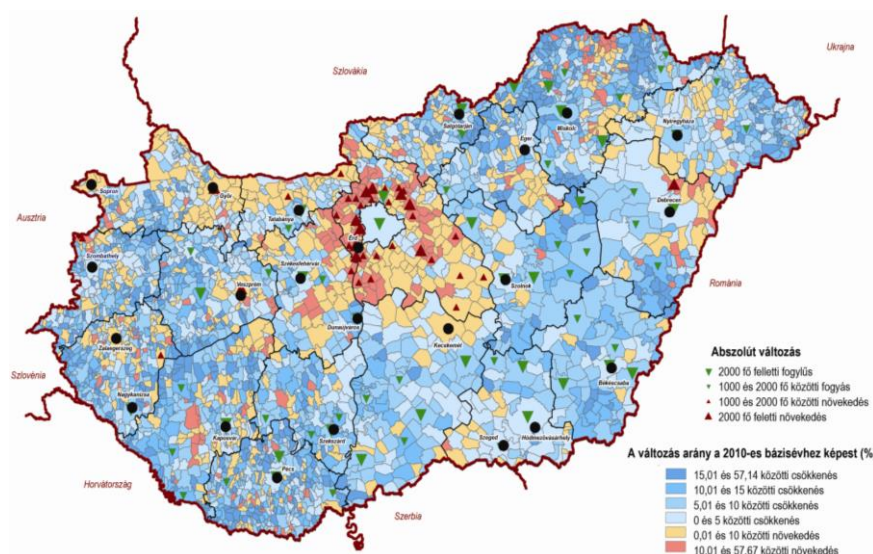 Ukrajna
Szlovákia
Salgótarján
Miskolc
Nyíregyháza
Eger
Sopron
Győr
Tatabánya
Debrecen
Ausztria
Érd
Szombathely
Székesfehérvár
Veszprém
Szolnok
Románia
Dunaújváros
Kecskemét
Zalaegerszeg
Szlovénia
Nagykanizsa
Békéscsaba
Kaposvár
Szekszárd
Szeged
Hódmezővásárhely
Pécs
Horvátország
Szerbia
Abszolút változás
2000 fő felletti fogylűs
1000 és 2000 fő közötti fogyás
1000 és 2000 fő közötti növekedés
2000 fő feletti növekedés
A változás arány a 2010-es bázisévhez képest (%
15,01 és 57,14 közötti csökkenés
10,01 és 15 közötti csökkenés
5,01 és 10 közötti csökkenés
0 és 5 közötti csökkenés
0,01 és 10 közötti növekedés
10,01 és 57,67 közötti növekedés